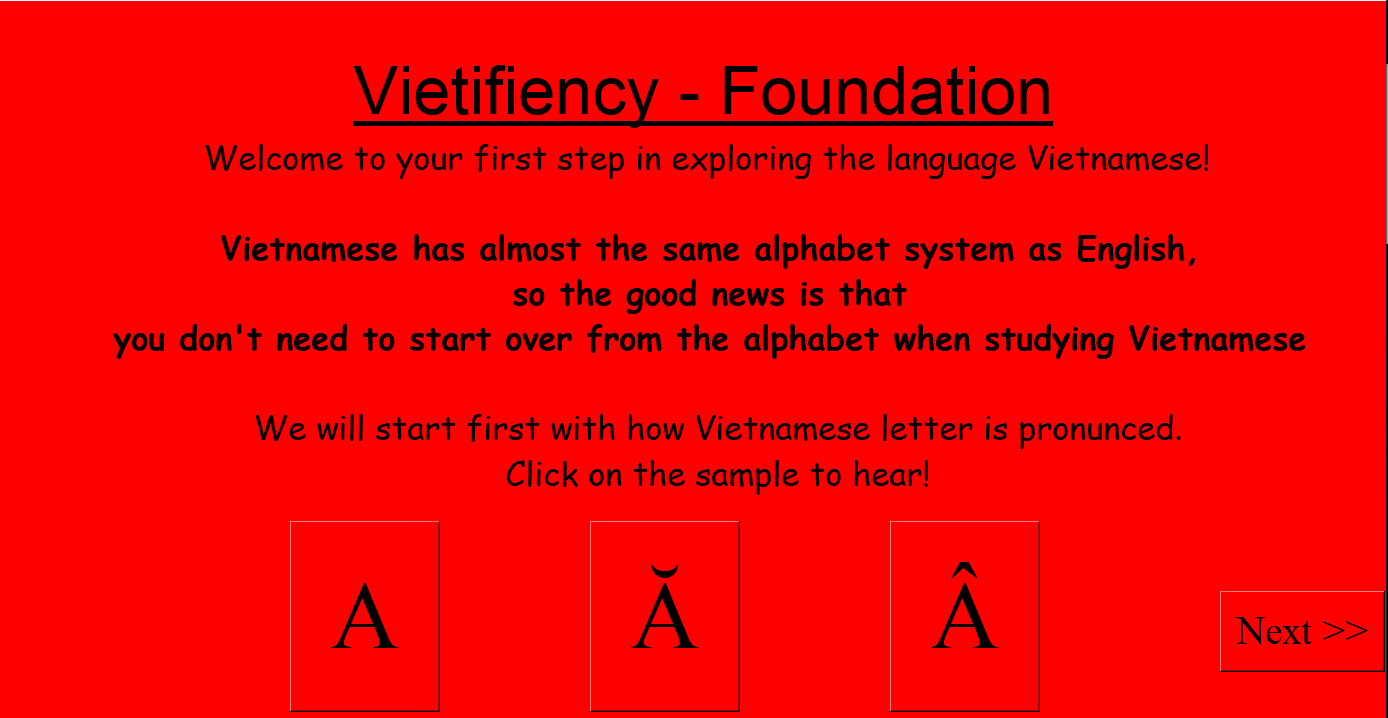 Vietifiency - Foundation
Welcome to your first step in exploring the language Vietnamese!
Vietnamese has almost the same alphabet system as English,
so the good news is that
you don't need to start over from the alphabet when studying Vietnamese
We will start first with how Vietnamese letter is pronunced.
Click on the sample to hear!
A Ă Â
Next >>